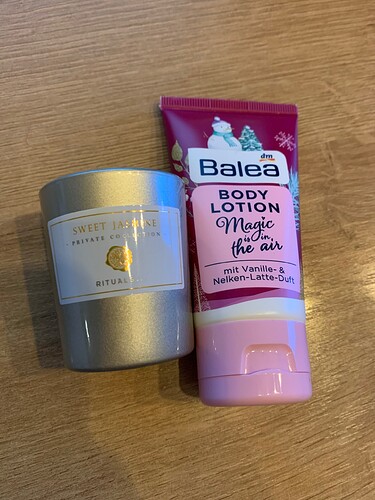 SWEET JASMINE
PRIVATE COLLECTION
RITUALS
dm
Balea
BODY
LOTION
Magic
is in
the air
mit Vanille- &
Nelken-Latte-Duft